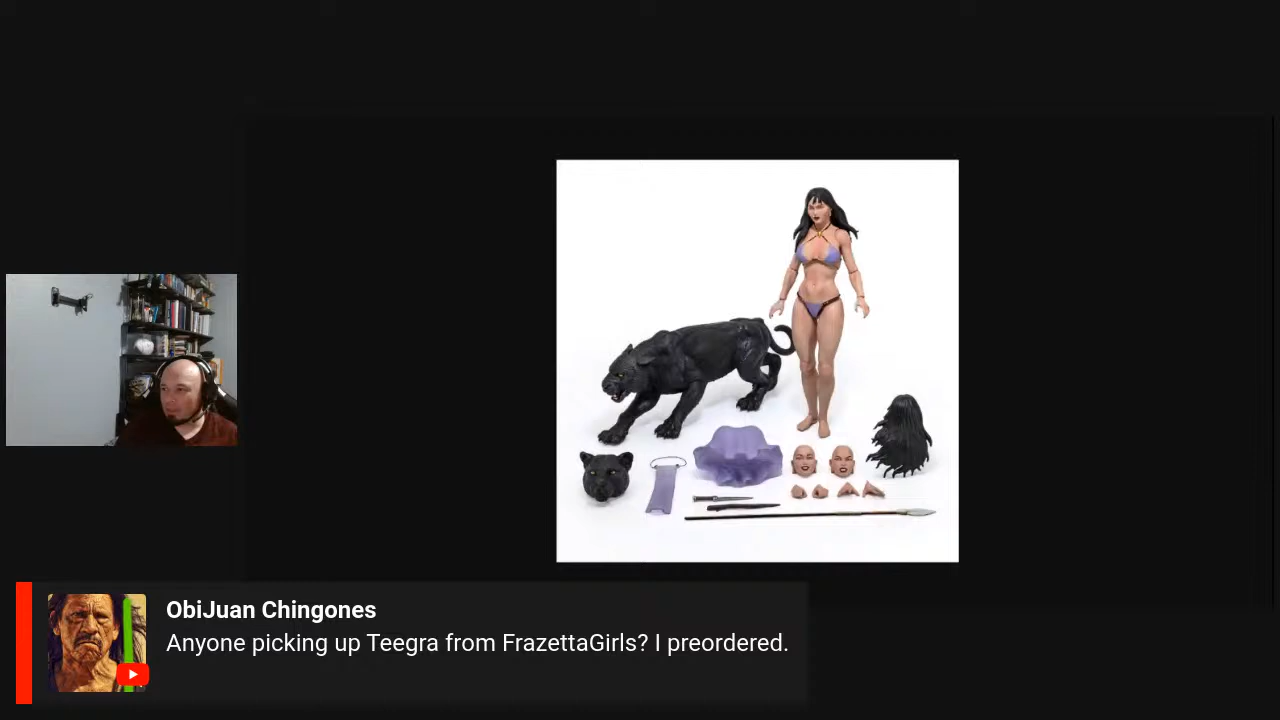 ObiJuan Chingones
Anyone picking up Teegra from FrazettaGirls? I preordered.